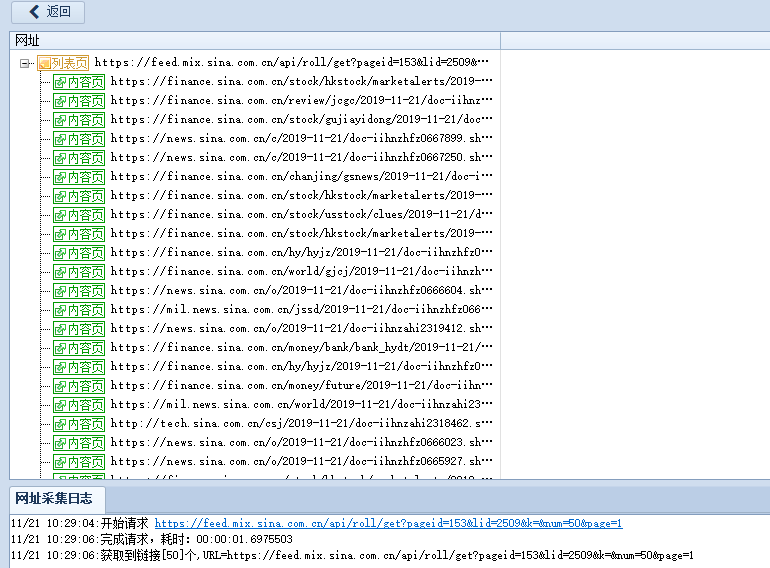 返回
网址
列表页 https://feed.mix.sina.com.cn/api/roll/get?pageid=153&lid=2509&…
内容页 https://finance.sina.com.cn/stock/hkstock/marketalerts/2019-…
内容页 https://finance.sina.com.cn/review/jcgc/2019-11-21/doc-iihnz…
内容页 https://finance.sina.com.cn/stock/gujiayidong/2019-11-21/doc…
内容页 https://news.sina.com.cn/c/2019-11-21/doc-iihnzhfz0667899.sh…
内容页 https://news.sina.com.cn/c/2019-11-21/doc-iihnzhfz0667250.sh…
内容页 https://finance.sina.com.cn/chanjing/gsnews/2019-11-21/doc-i…
内容页 https://finance.sina.com.cn/stock/hkstock/marketalerts/2019-…
内容页 https://finance.sina.com.cn/stock/usstock/clues/2019-11-21/d…
内容页 https://finance.sina.com.cn/stock/hkstock/marketalerts/2019-…
内容页 https://finance.sina.com.cn/hy/hyjz/2019-11-21/doc-iihnzhfz0…
内容页 https://finance.sina.com.cn/world/gjcj/2019-11-21/doc-iihnzh…
内容页 https://news.sina.com.cn/o/2019-11-21/doc-iihnzhfz0666604.sh…
内容页 https://mil.news.sina.com.cn/jssd/2019-11-21/doc-iihnzhfz066…
内容页 https://news.sina.com.cn/o/2019-11-21/doc-iihnzahi2319412.sh…
内容页 https://finance.sina.com.cn/money/bank/bank_hydt/2019-11-21/…
内容页 https://finance.sina.com.cn/hy/hyjz/2019-11-21/doc-iihnzhfz0…
内容页 https://finance.sina.com.cn/money/future/2019-11-21/doc-iihn…
内容页 https://mil.news.sina.com.cn/world/2019-11-21/doc-iihnzahi23…
内容页 http://tech.sina.com.cn/csj/2019-11-21/doc-iihnzahi2318462.s…
内容页 https://news.sina.com.cn/o/2019-11-21/doc-iihnzhfz0666023.sh…
内容页 https://news.sina.com.cn/o/2019-11-21/doc-iihnzhfz0665927.sh…
网址采集日志
11/21 10:29:04:开始请求 https://feed.mix.sina.com.cn/api/roll/get?pageid=153&lid=2509&k=&num=50&page=1
11/21 10:29:06:完成请求，耗时：00:00:01.6975503
11/21 10:29:06:获取到链接[50]个,URL=https://feed.mix.sina.com.cn/api/roll/get?pageid=153&lid=2509&k=&num=50&page=1